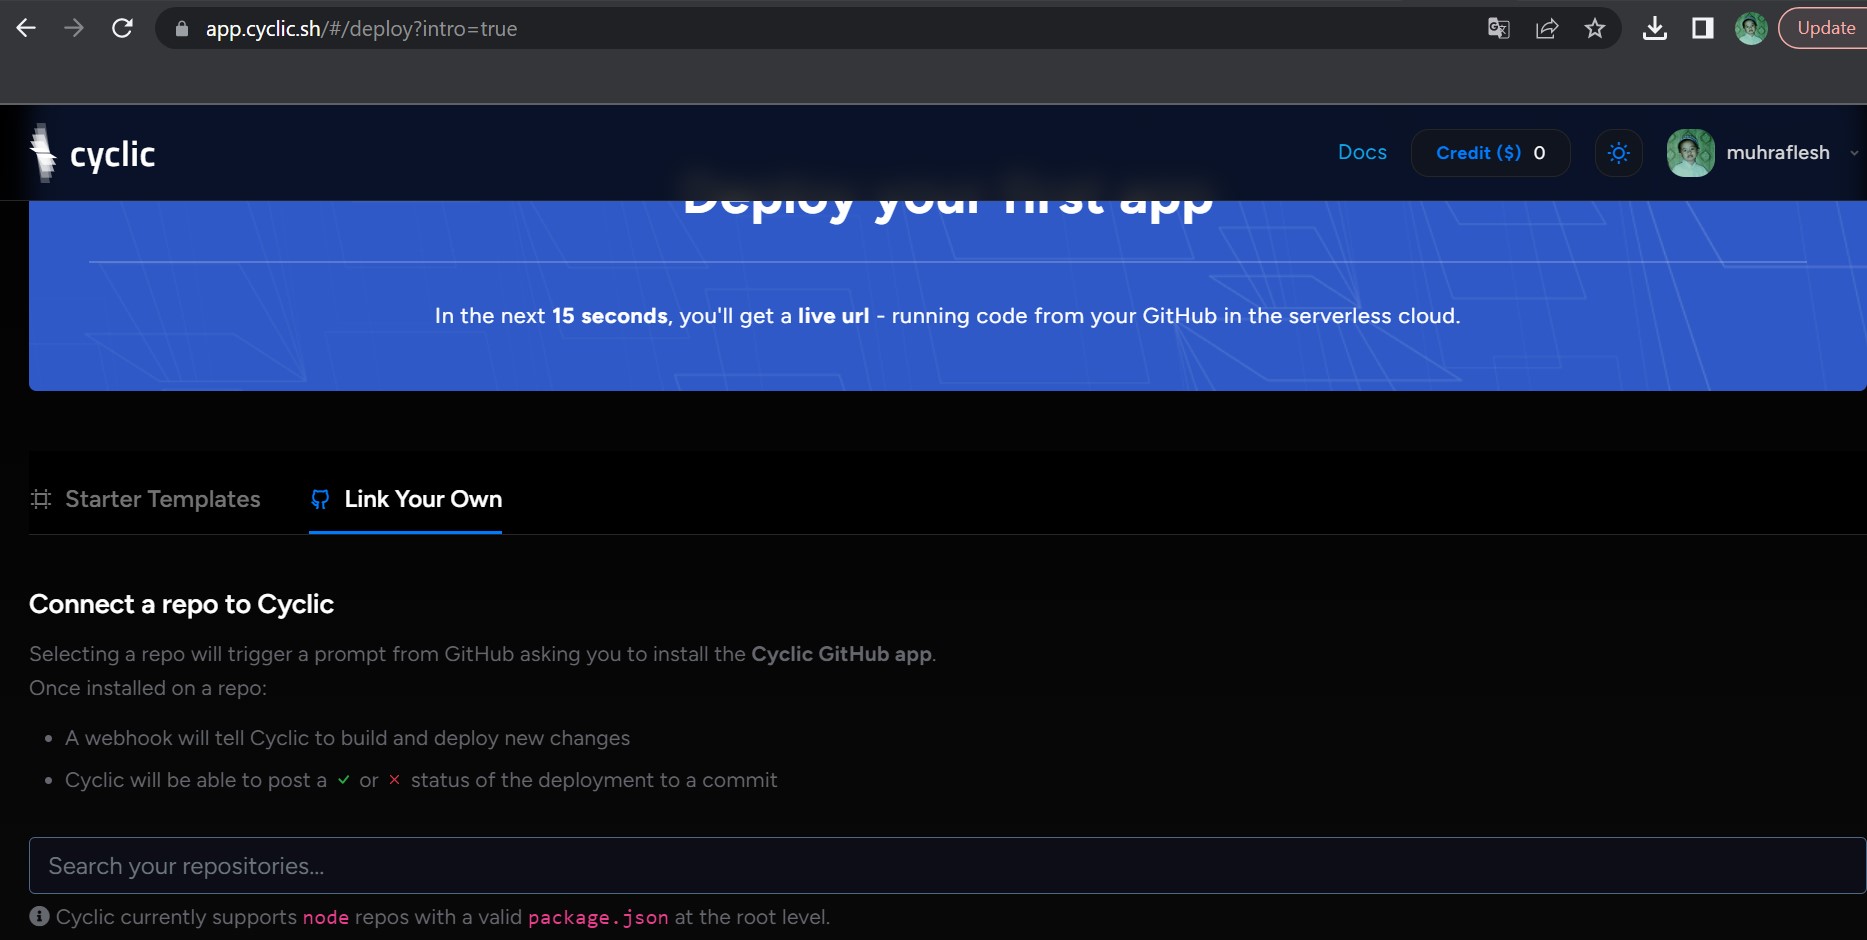 app.cyclic.sh/#/deploy?intro=true
Update
cyclic
Docs
Credit ($) 0
muhraflesh
Deploy your first app
In the next 15 seconds, you'll get a live url - running code from your GitHub in the serverless cloud.
Starter Templates
Link Your Own
Connect a repo to Cyclic
Selecting a repo will trigger a prompt from GitHub asking you to install the Cyclic GitHub app.
Once installed on a repo:
• A webhook will tell Cyclic to build and deploy new changes
• Cyclic will be able to post a ✓ or ✕ status of the deployment to a commit
Search your repositories...
Cyclic currently supports node repos with a valid package.json at the root level.